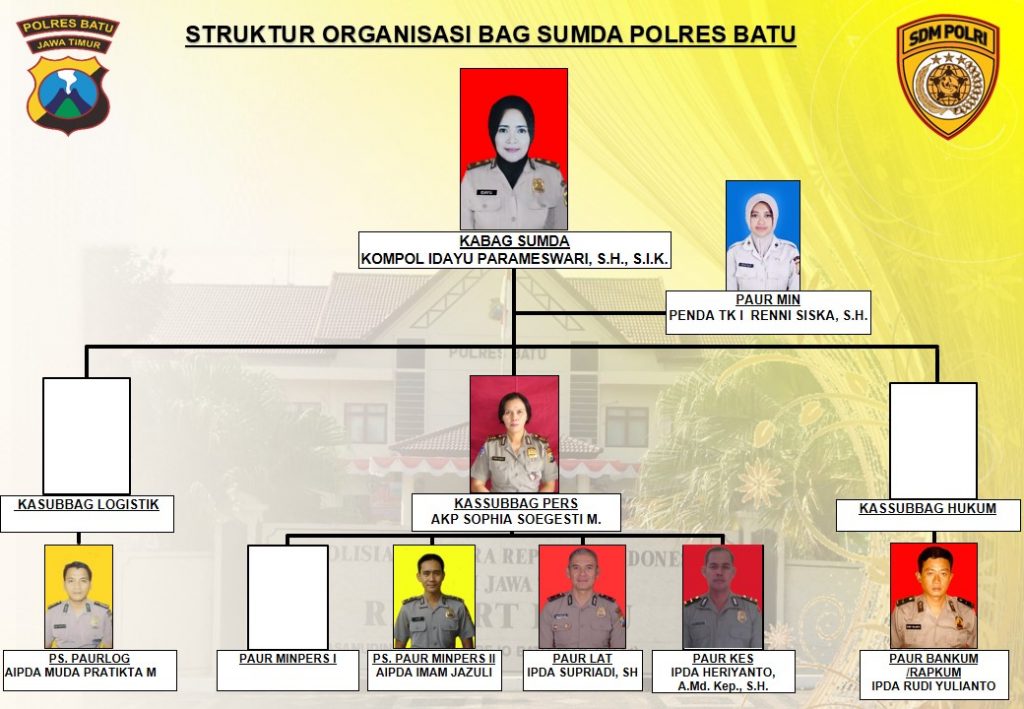 POLRES BATU
JAWA TIMUR
STRUKTUR ORGANISASI BAG SUMDA POLRES BATU
SDM POLRI
KABAG SUMDA
KOMPOL IDAYU PARAMESWARI, S.H., S.I.K.
PAUR MIN
PENDA TK I RENNI SISKA, S.H.
POLRES BATU
KASUBBAG LOGISTIK
KASSUBBAG PERS
AKP SOPHIA SOEGESTI M.
KASSUBBAG HUKUM
PS. PAURLOG
AIPDA MUDA PRATIKTA M
PAUR MINPERS I
PS. PAUR MINPERS II
AIPDA IMAM JAZULI
PAUR LAT
IPDA SUPRIADI, SH
PAUR KES
IPDA HERIYANTO,
A.Md. Kep., S.H.
PAUR BANKUM
/RAPKUM
IPDA RUDI YULIANTO